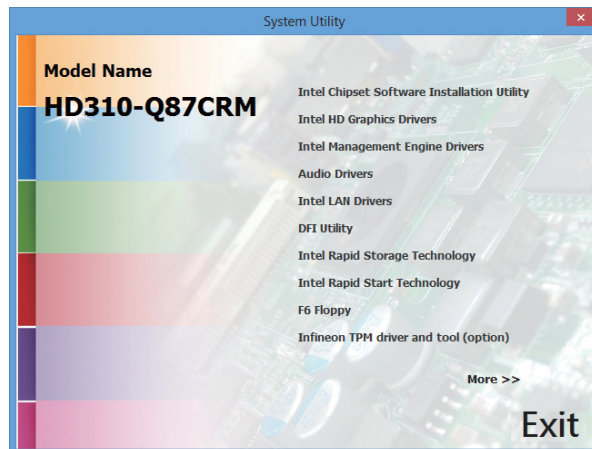 System Utility
Model Name
HD310-Q87CRM
Intel Chipset Software Installation Utility
Intel HD Graphics Drivers
Intel Management Engine Drivers
Audio Drivers
Intel LAN Drivers
DFI Utility
Intel Rapid Storage Technology
Intel Rapid Start Technology
F6 Floppy
Infineon TPM driver and tool (option)
More >>
Exit